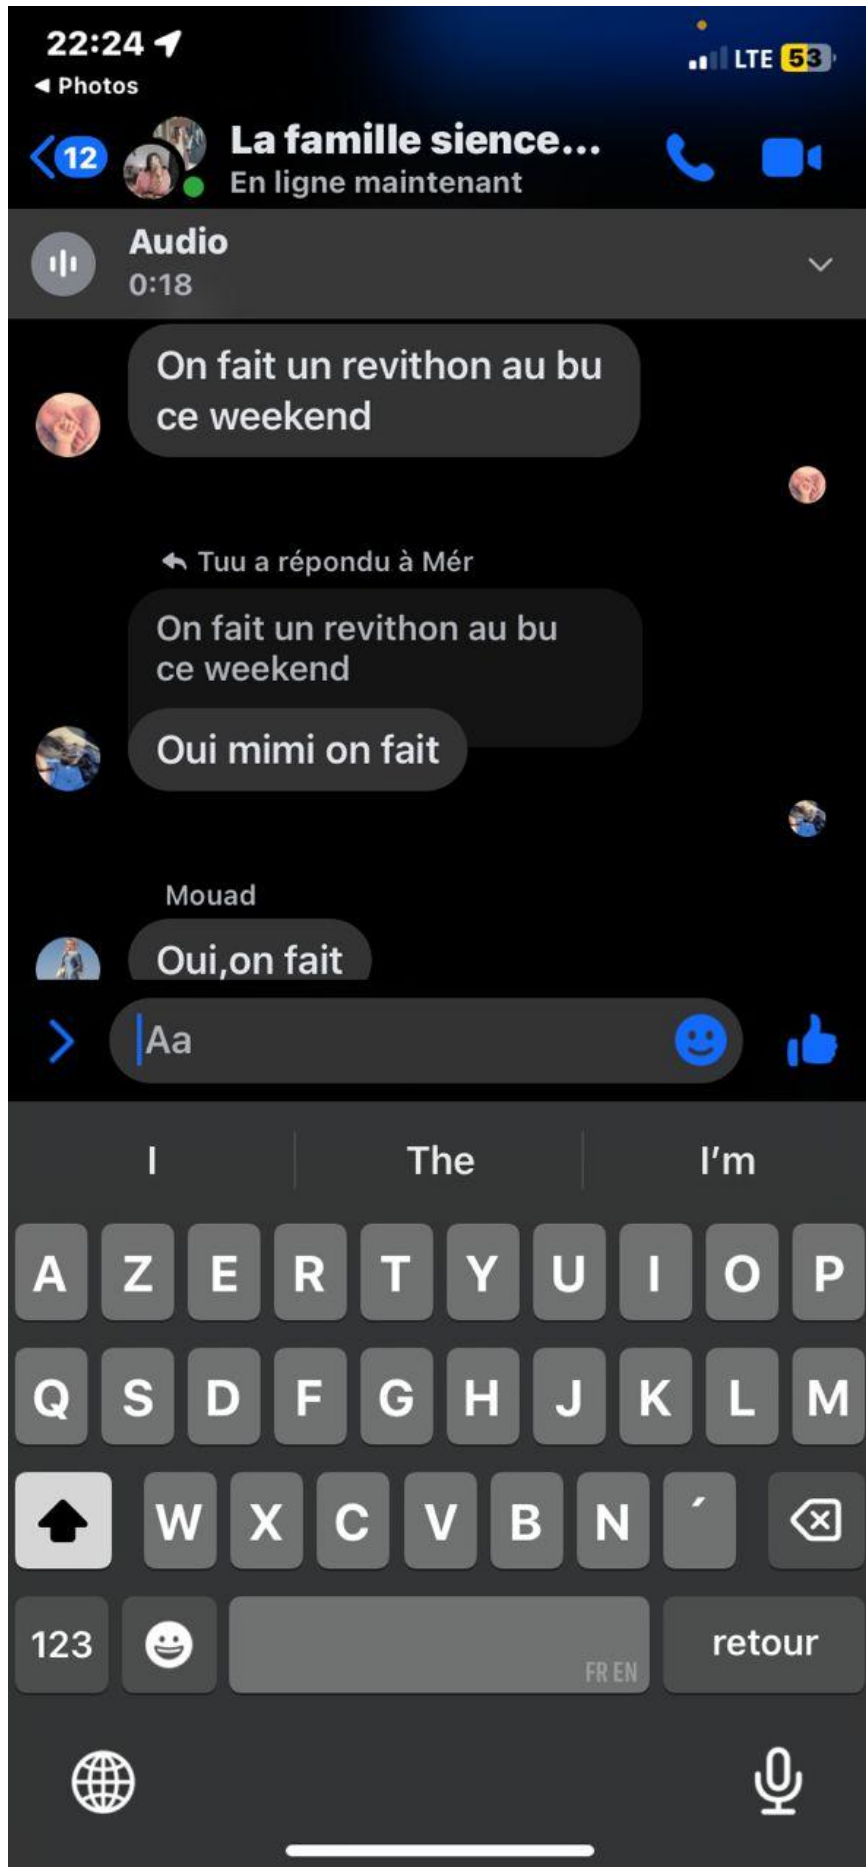 22:24
LTE 53
◄ Photos
12
La famille sience...
En ligne maintenant
Audio
0:18
On fait un revithon au bu
ce weekend
Tuu a répondu à Mér
On fait un revithon au bu
ce weekend
Oui mimi on fait
Mouad
Oui,on fait
Aa
I The I’m
A Z E R T Y U I O P
Q S D F G H J K L M
W X C V B N ´
123 retour
FR EN